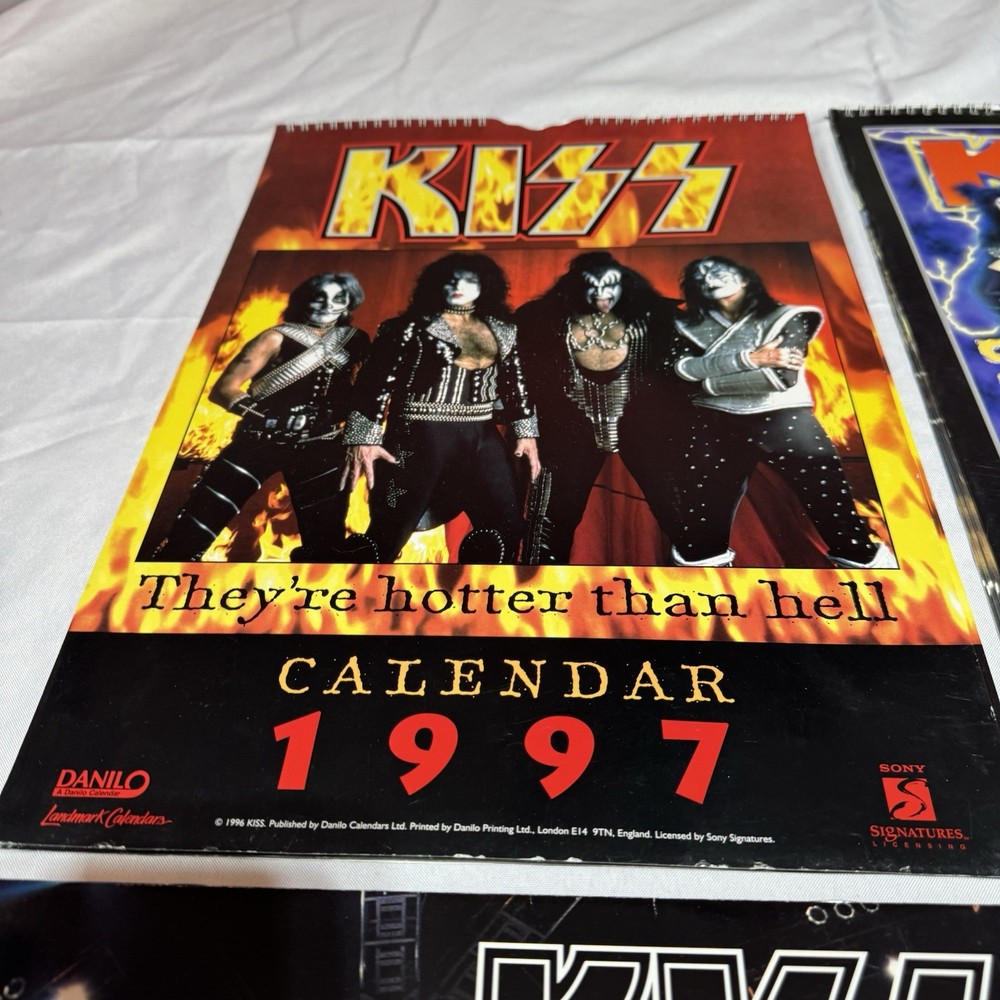 KISS
They're hotter than hell
CALENDAR
1997
DANILO
A Danilo Calendar
Landmark Calendars
© 1996 KISS. Published by Danilo Calendars Ltd. Printed by Danilo Printing Ltd., London E14 9TN, England. Licensed by Sony Signatures.
SONY
SIGNATURES
LICENSING